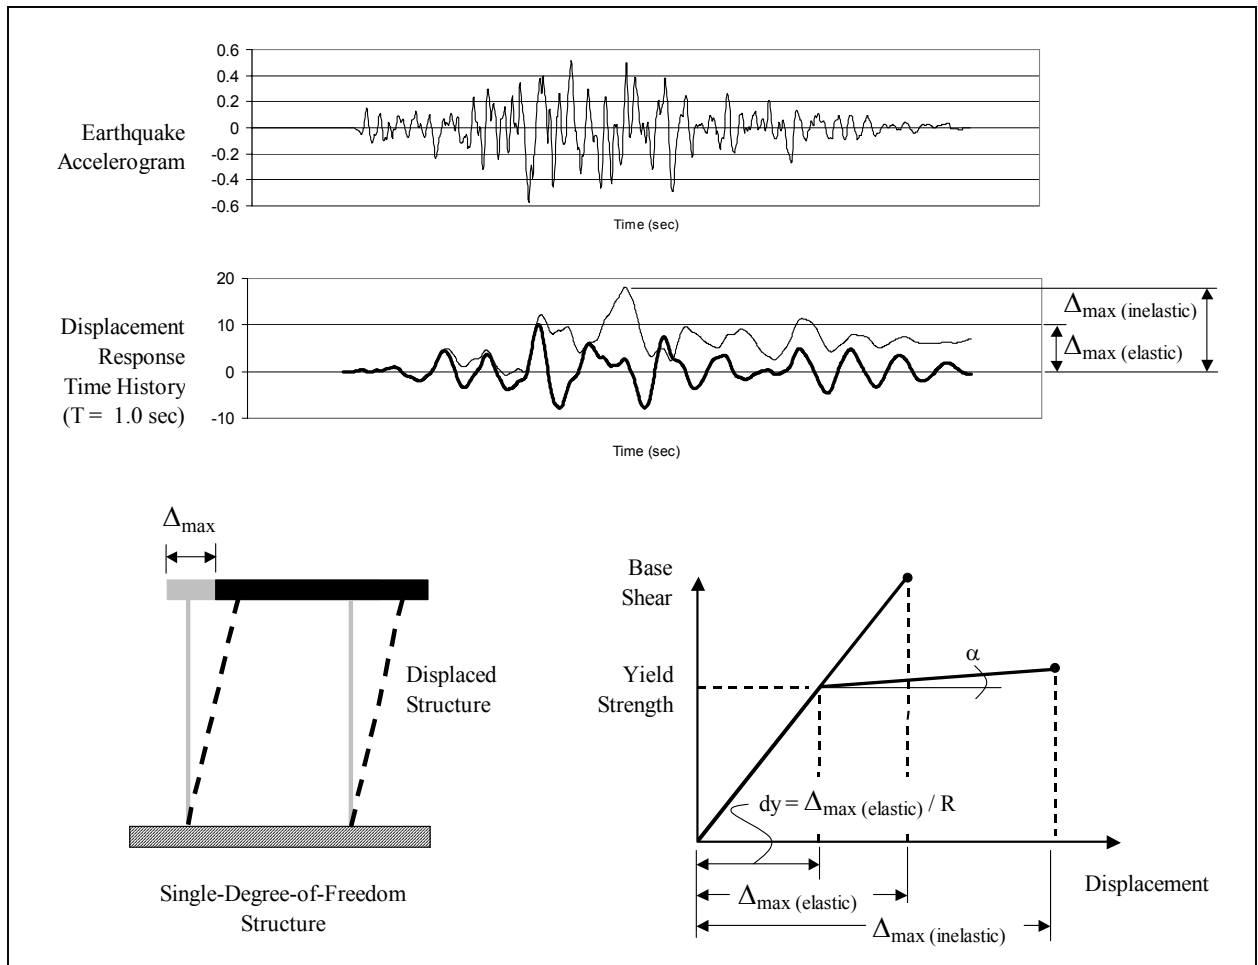 0.6
0.4
0.2
0
-0.2
-0.4
-0.6
Earthquake
Accelerogram
Time (sec)
20
10
0
-10
Displacement
Response
Time History
(T = 1.0 sec)
Δmax (inelastic)
Δmax (elastic)
Time (sec)
Δmax
Displaced
Structure
Single-Degree-of-Freedom
Structure
Base
Shear
Yield
Strength
α
dy = Δmax (elastic) / R
Displacement
Δmax (elastic)
Δmax (inelastic)